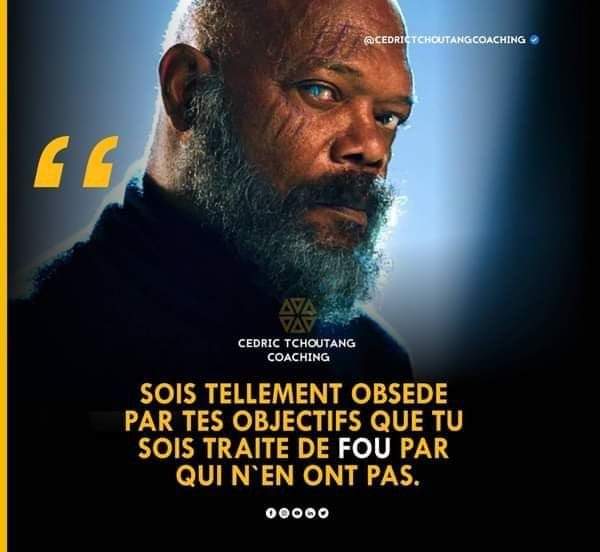 @CEDRICTCHOUTANGCOACHING
“
CEDRIC TCHOUTANG
COACHING
SOIS TELLEMENT OBSEDE
PAR TES OBJECTIFS QUE TU
SOIS TRAITE DE FOU PAR
QUI N`EN ONT PAS.